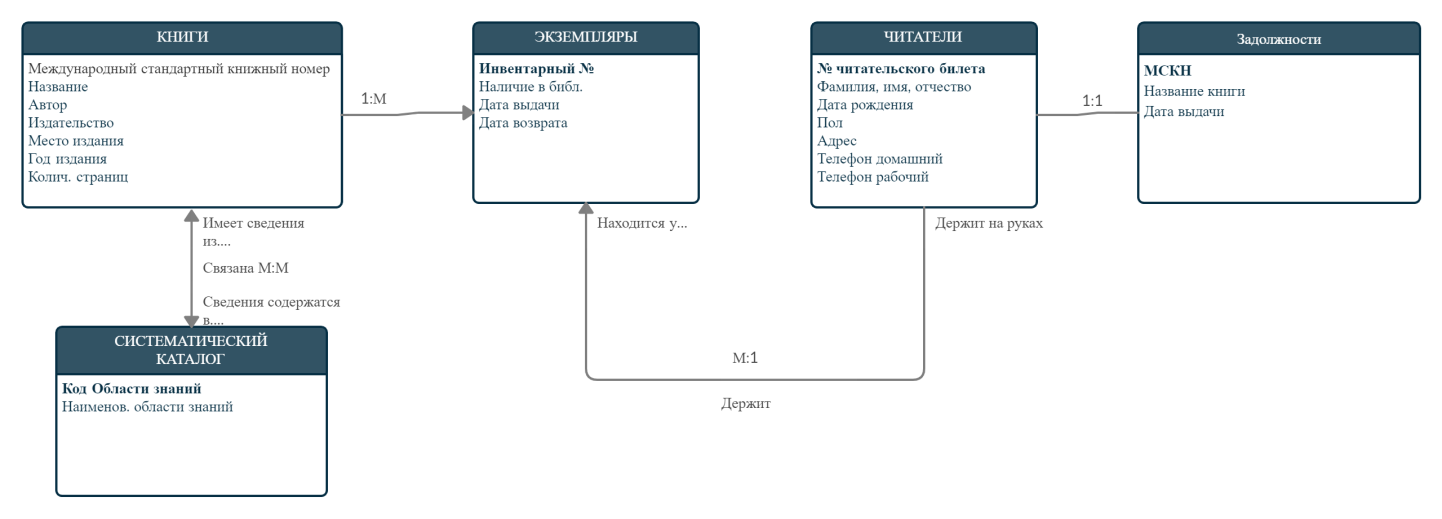 КНИГИ
Международный стандартный книжный номер
Название
Автор
Издательство
Место издания
Год издания
Колич. страниц
1:М
ЭКЗЕМПЛЯРЫ
Инвентарный №
Наличие в библ.
Дата выдачи
Дата возврата
ЧИТАТЕЛИ
№ читательского билета
Фамилия, имя, отчество
Дата рождения
Пол
Адрес
Телефон домашний
Телефон рабочий
1:1
Задолжности
МСКН
Название книги
Дата выдачи
Имеет сведения
из....
Связана М:М
Сведения содержатся
в....
Находится у...
Держит на руках
М:1
Держит
СИСТЕМАТИЧЕСКИЙ
КАТАЛОГ
Код Области знаний
Наименов. области знаний